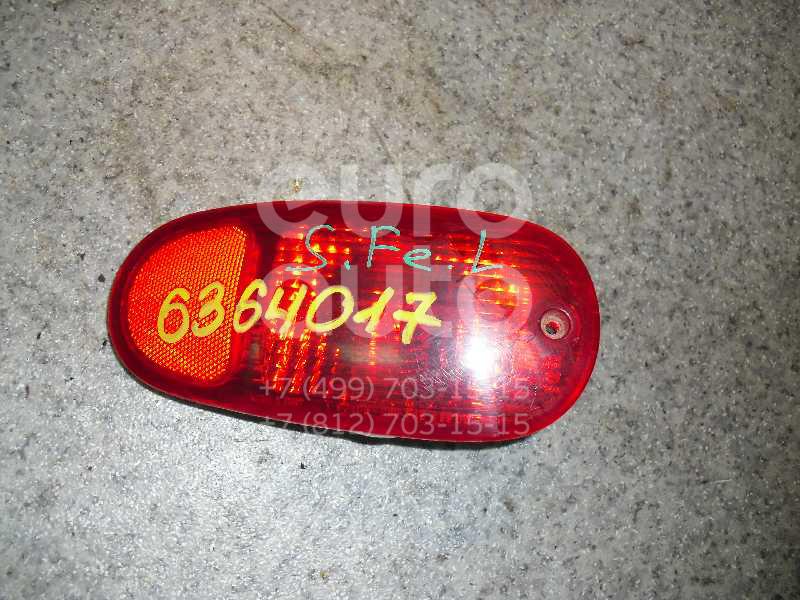 euro
auto
S.Fe.L
6364017
+7 (499) 703-15-15
+7 (812) 703-15-15